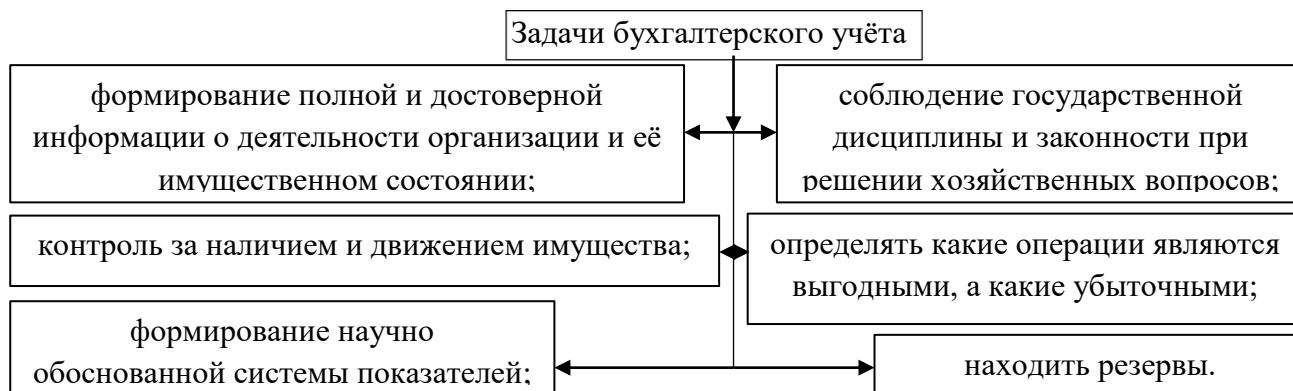 Задачи бухгалтерского учёта
формирование полной и достоверной
информации о деятельности организации и её
имущественном состоянии;
соблюдение государственной
дисциплины и законности при
решении хозяйственных вопросов;
контроль за наличием и движением имущества;
определять какие операции являются
выгодными, а какие убыточными;
формирование научно
обоснованной системы показателей;
находить резервы.